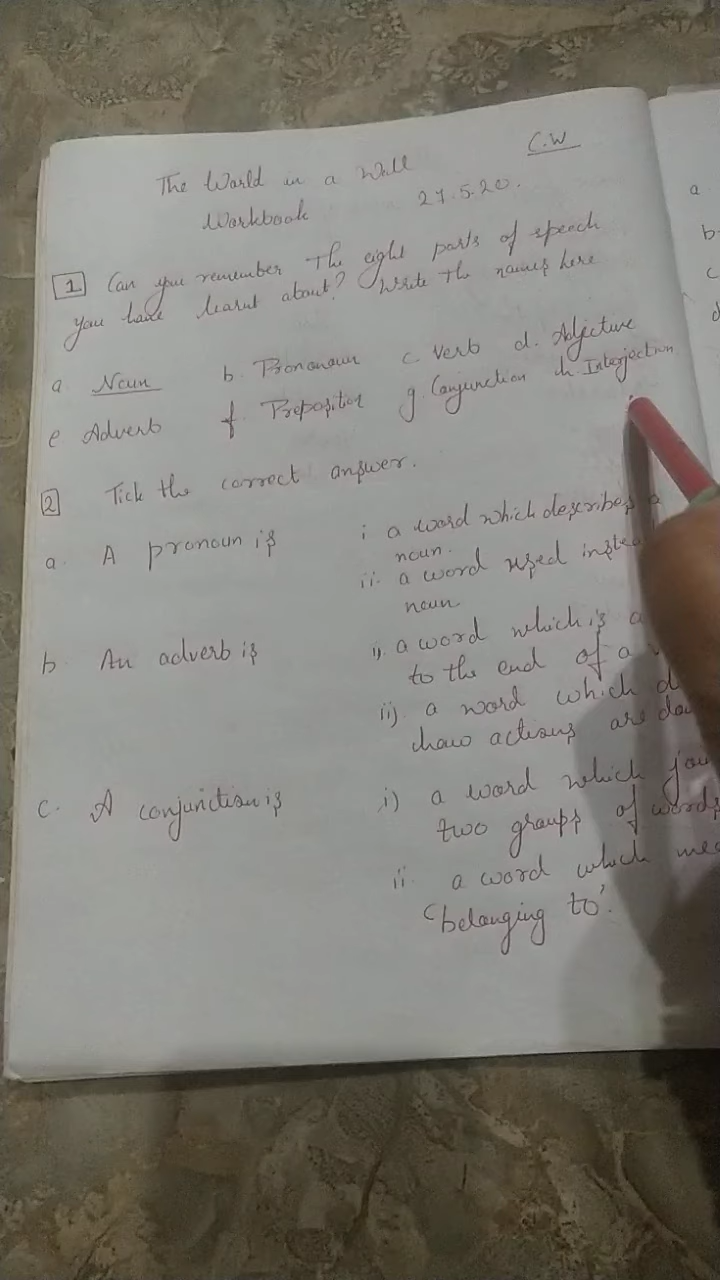 C.W
The World in a Wall
Workbook 27.5.20.
1 Can you remember the eight parts of speech
you have learnt about? Write the names here
a. Noun b. Prononoun c. Verb d. Adjective
e Adverb f. Preposition g. Conjunction h. Interjection
2 Tick the correct answer.
a. A pronoun is i a word which describes a
noun.
ii. a word used
noun
b. An adverb is i). a word which is a
to the end of a
ii). a word which
how actions are
c. A conjunction is i) a word which
two groups of words
ii. a word which
'belonging to'.
a
b.
c
d